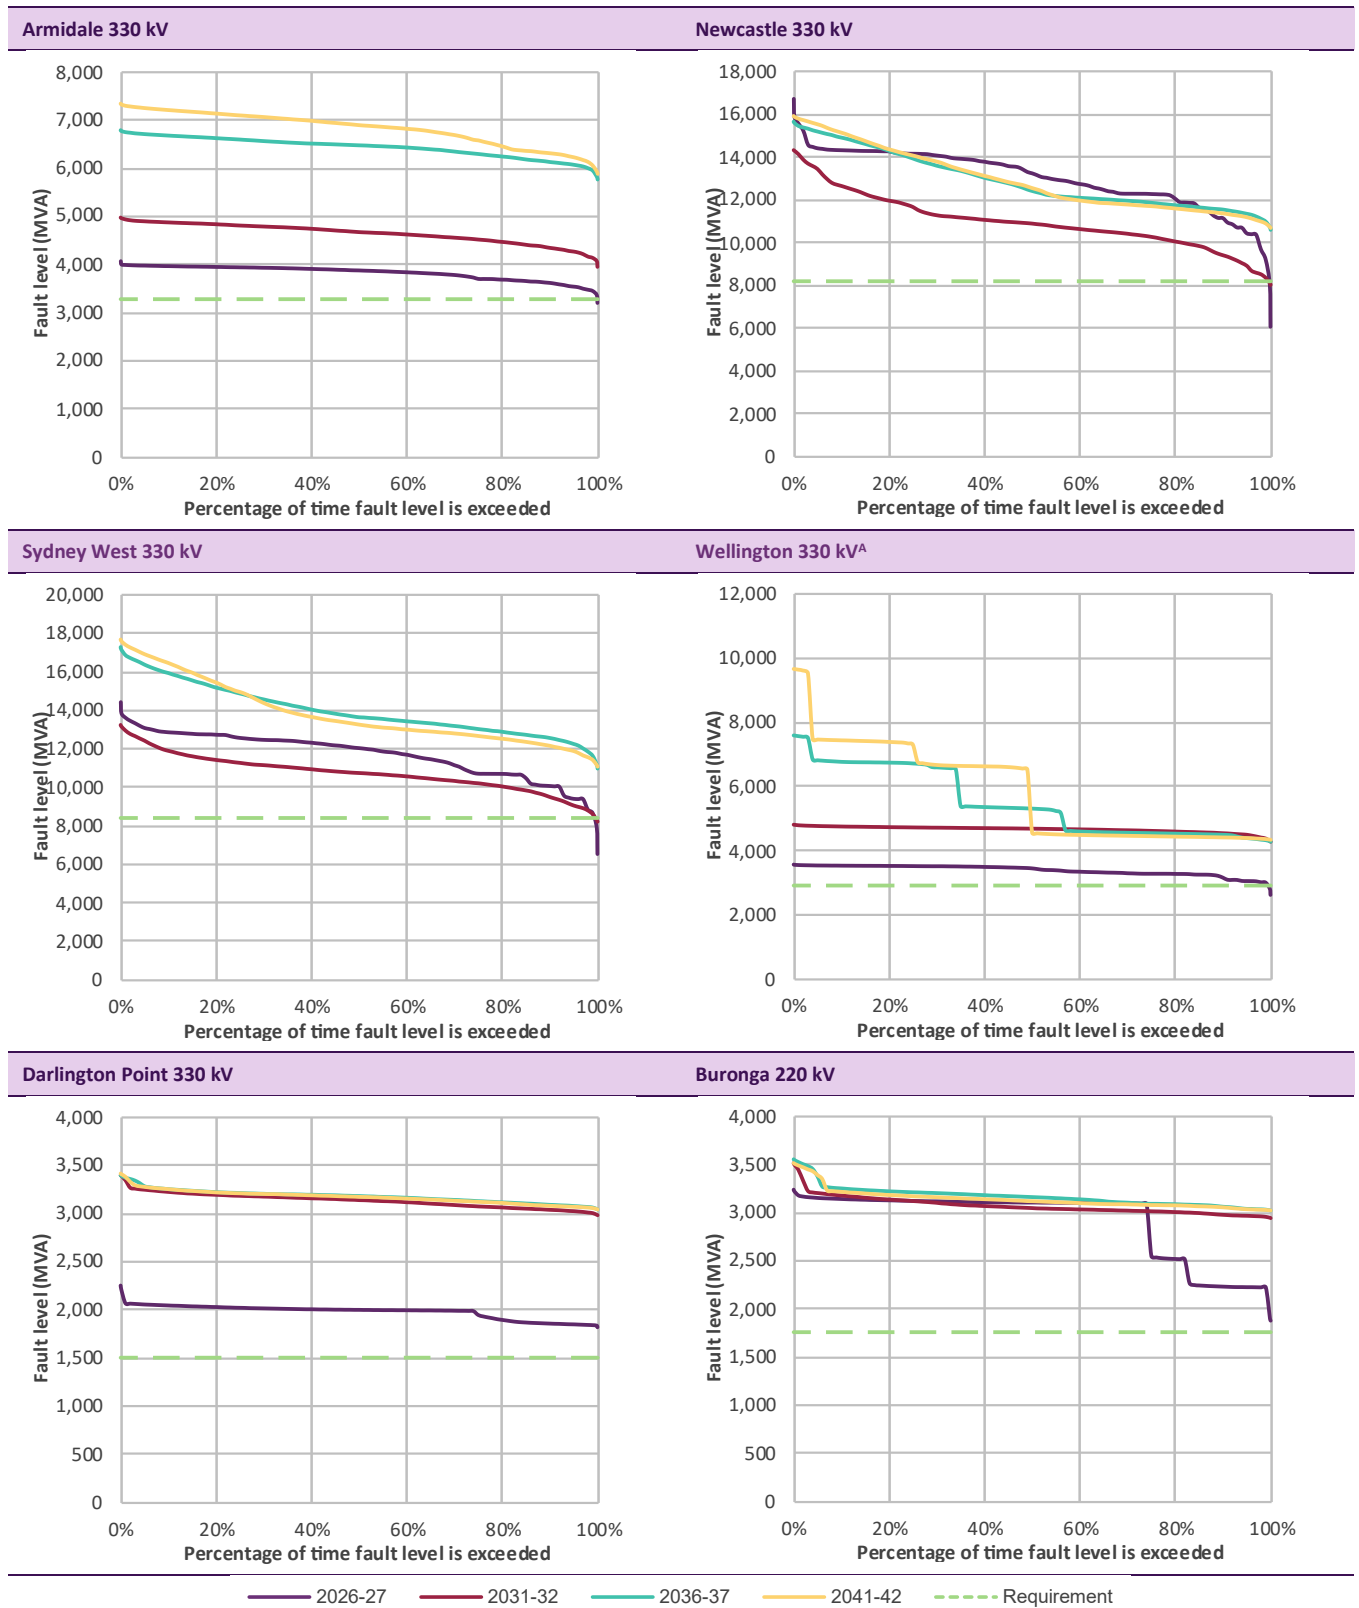 Armidale 330 kV
Newcastle 330 kV
8,000
7,000
6,000
5,000
4,000
3,000
2,000
1,000
0
Fault level (MVA)
0% 20% 40% 60% 80% 100%
Percentage of time fault level is exceeded
18,000
16,000
14,000
12,000
10,000
8,000
6,000
4,000
2,000
0
Fault level (MVA)
0% 20% 40% 60% 80% 100%
Percentage of time fault level is exceeded
Sydney West 330 kV
Wellington 330 kVᴬ
20,000
18,000
16,000
14,000
12,000
10,000
8,000
6,000
4,000
2,000
0
Fault level (MVA)
0% 20% 40% 60% 80% 100%
Percentage of time fault level is exceeded
12,000
10,000
8,000
6,000
4,000
2,000
0
Fault level (MVA)
0% 20% 40% 60% 80% 100%
Percentage of time fault level is exceeded
Darlington Point 330 kV
Buronga 220 kV
4,000
3,500
3,000
2,500
2,000
1,500
1,000
500
0
Fault level (MVA)
0% 20% 40% 60% 80% 100%
Percentage of time fault level is exceeded
4,000
3,500
3,000
2,500
2,000
1,500
1,000
500
0
Fault level (MVA)
0% 20% 40% 60% 80% 100%
Percentage of time fault level is exceeded
2026-27 2031-32 2036-37 2041-42 Requirement